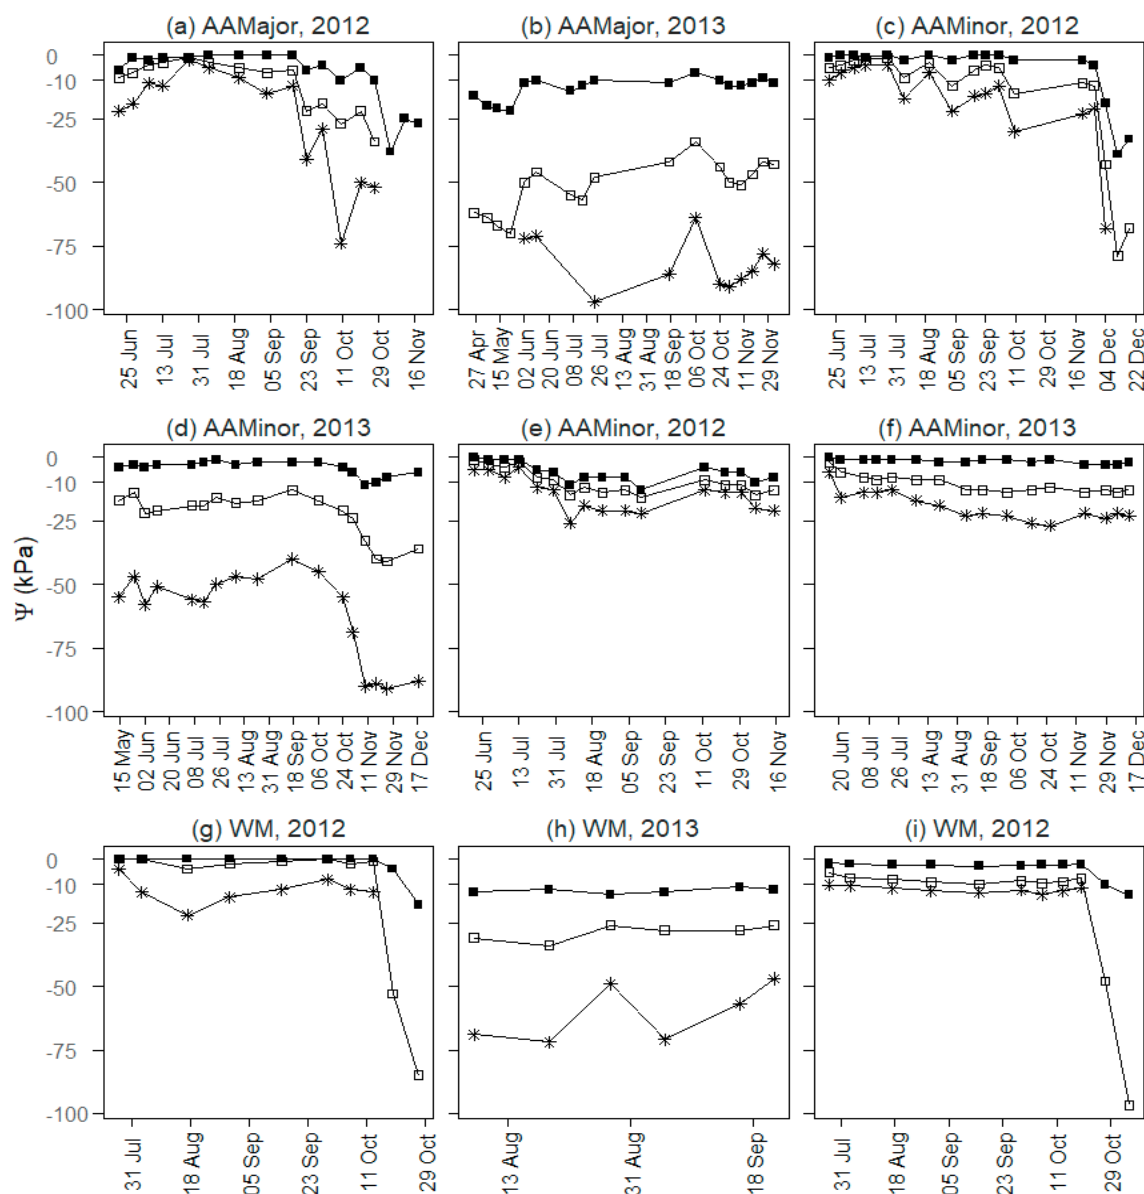 (a) AAMajor, 2012
(b) AAMajor 2013
(c) AAMinor, 2012
0
-10
-25
-50
-75
-100
25 Jun
13 Jul
31 Jul
18 Aug
05 Sep
23 Sep
11 Oct
29 Oct
16 Nov
27 Apr
15 May
02 Jun
20 Jun
08 Jul
26 Jul
13 Aug
31 Aug
18 Sep
06 Oct
24 Oct
11 Nov
29 Nov
25 Jun
13 Jul
31 Jul
18 Aug
05 Sep
23 Sep
11 Oct
29 Oct
16 Nov
04 Dec
22 Dec
(d) AAMinor, 2013
(e) AAMinor, 2012
(f) AAMinor, 2013
Ψ (kPa)
0
-10
-25
-50
-75
-100
15 May
02 Jun
20 Jun
08 Jul
26 Jul
13 Aug
31 Aug
18 Sep
06 Oct
24 Oct
11 Nov
29 Nov
17 Dec
25 Jun
13 Jul
31 Jul
18 Aug
05 Sep
23 Sep
11 Oct
29 Oct
16 Nov
20 Jun
08 Jul
26 Jul
13 Aug
31 Aug
18 Sep
06 Oct
24 Oct
11 Nov
29 Nov
17 Dec
(g) WM, 2012
(h) WM, 2013
(i) WM, 2012
0
-10
-25
-50
-75
-100
31 Jul
18 Aug
05 Sep
23 Sep
11 Oct
29 Oct
13 Aug
31 Aug
18 Sep
31 Jul
18 Aug
05 Sep
23 Sep
11 Oct
29 Oct